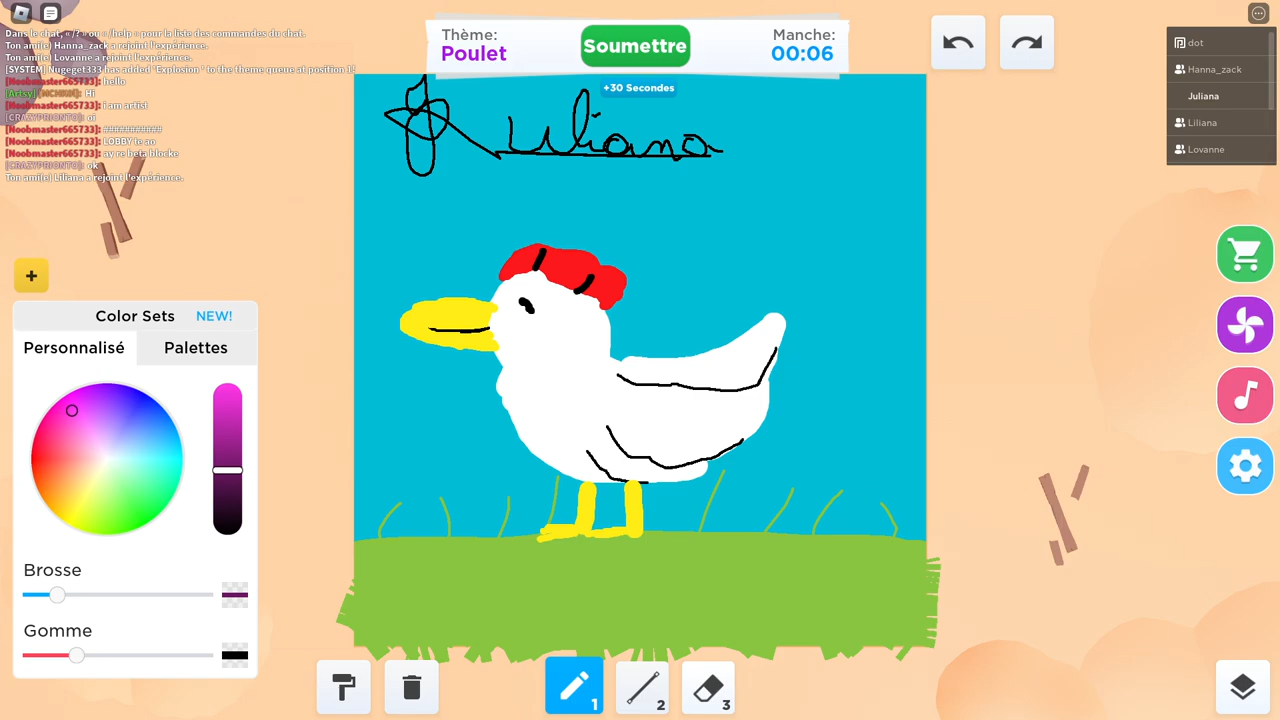 Dans le chat, « /? » ou « /help » pour la liste des commandes du chat.
Ton ami(e) Hanna_zack a rejoint l'expérience.
Ton ami(e) Lovanne a rejoint l'expérience.
[SYSTEM] Nugeget333 has added 'Explosion ' to the theme queue at position 1!
[Noobmaster665733]: hello
[Artsy] [MCHKH]: Hi
[Noobmaster665733]: i am artist
[CRAZYPRIONTO]: oi
[Noobmaster665733]: ##########
[Noobmaster665733]: LOBBY te ao
[Noobmaster665733]: ay re beta blocke
[CRAZYPRIONTO]: ok
Ton ami(e) Liliana a rejoint l'expérience.
Thème:
Poulet
Soumettre
Manche:
00:06
+30 Secondes
dot
Hanna_zack
Juliana
Liliana
Lovanne
Juliana
+
Color Sets NEW!
Personnalisé
Palettes
Brosse
Gomme
1
2
3